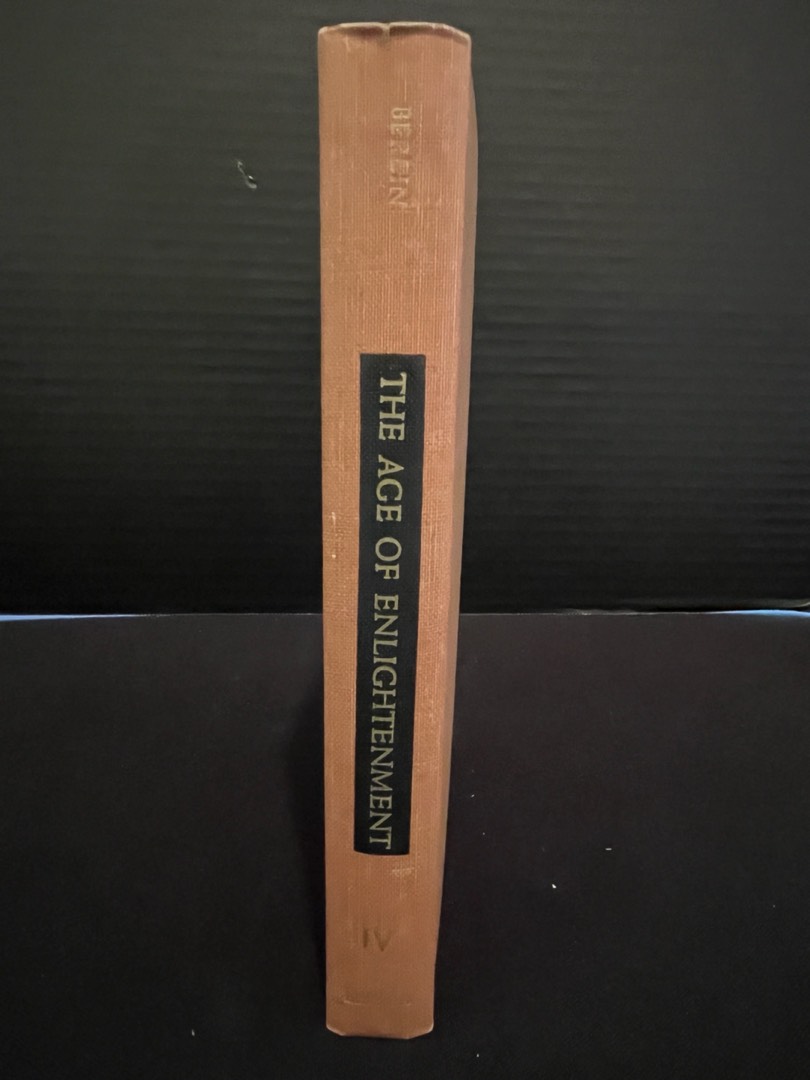 BERLIN
THE AGE OF ENLIGHTENMENT
IV